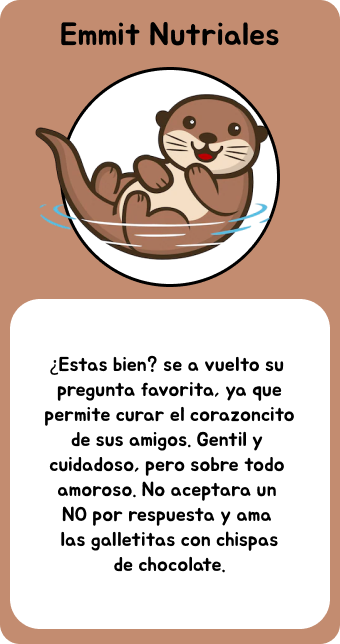 Emmit Nutriales
¿Estas bien? se a vuelto su
pregunta favorita, ya que
permite curar el corazoncito
de sus amigos. Gentil y
cuidadoso, pero sobre todo
amoroso. No aceptara un
NO por respuesta y ama
las galletitas con chispas
de chocolate.